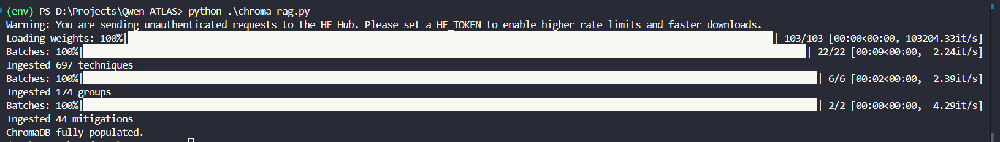 (env) PS D:\Projects\Qwen_ATLAS> python .\chroma_rag.py
Warning: You are sending unauthenticated requests to the HF Hub. Please set a HF_TOKEN to enable higher rate limits and faster downloads.
Loading weights: 100%| | 103/103 [00:00<00:00, 103204.33it/s]
Batches: 100%| | 22/22 [00:09<00:00,  2.24it/s]
Ingested 697 techniques
Batches: 100%| | 6/6 [00:02<00:00,  2.39it/s]
Ingested 174 groups
Batches: 100%| | 2/2 [00:00<00:00,  4.29it/s]
Ingested 44 mitigations
ChromaDB fully populated.